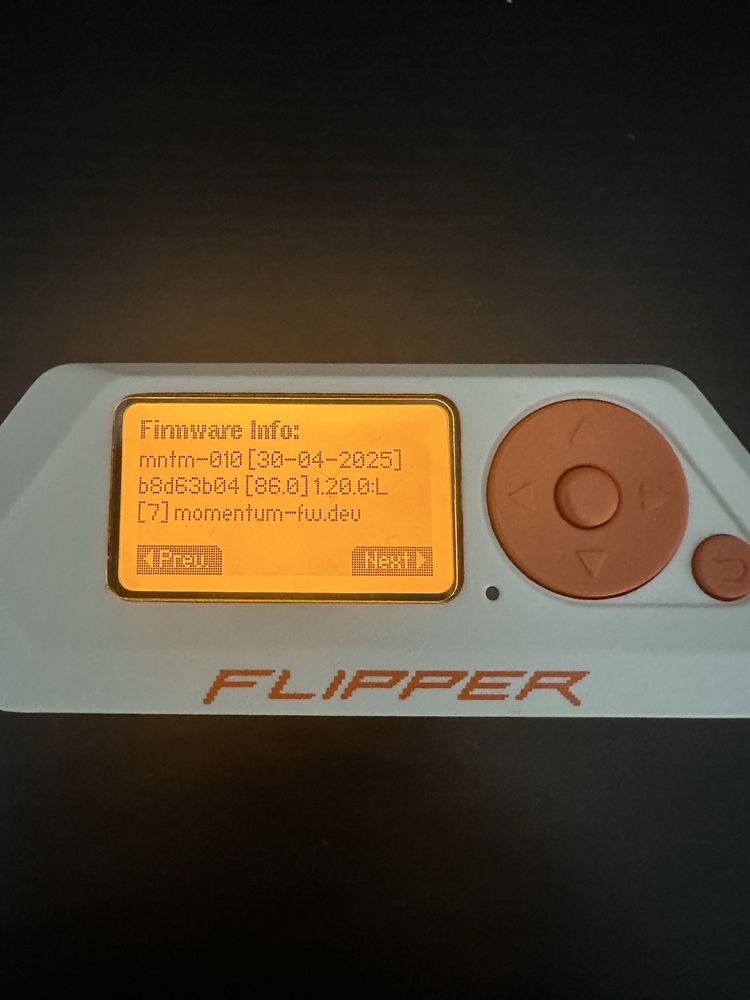 Firmware Info:
mntm-010 [30-04-2025]
b8d63b04 [86.0] 1.20.0:L
[7] momentum-fw.dev
Prev
Next
FLIPPER